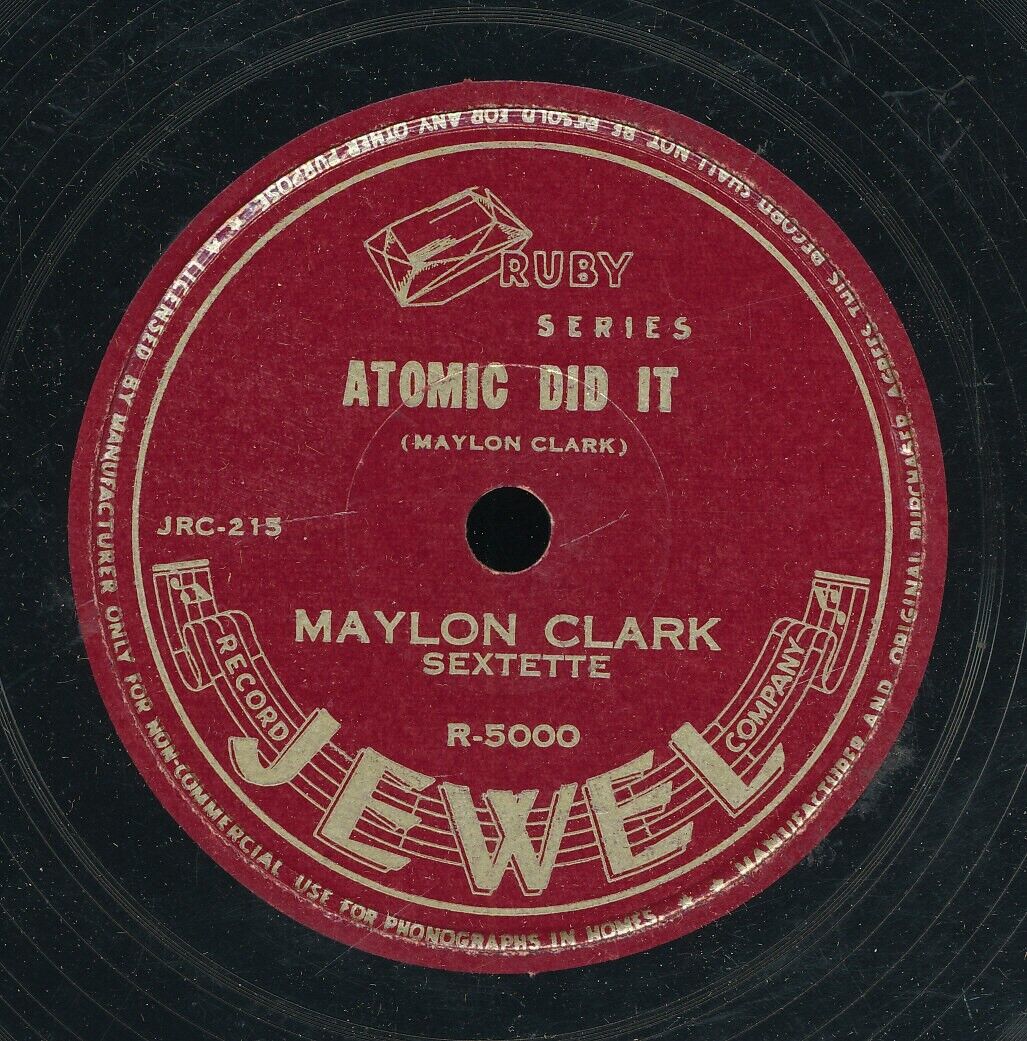 RUBY
SERIES
ATOMIC DID IT
(MAYLON CLARK)
JRC-215
MAYLON CLARK
SEXTETTE
R-5000
RECORD
JEWEL
COMPANY
★ MANUFACTURER AND ORIGINAL PURCHASER AGREES THIS RECORD SHALL NOT BE RESOLD FOR ANY OTHER PURPOSE. ★ LICENSED BY MANUFACTURER ONLY FOR NON-COMMERCIAL USE FOR PHONOGRAPHS IN HOMES. ★